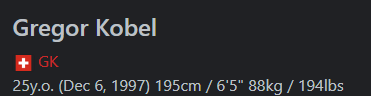 Gregor Kobel
GK
25y.o. (Dec 6, 1997) 195cm / 6'5" 88kg / 194lbs